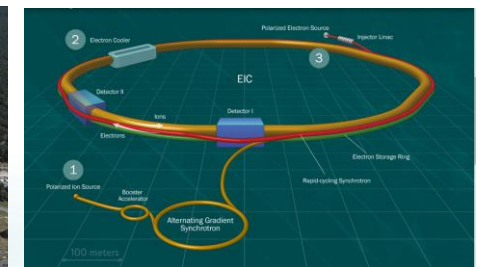 Polarized Electron Source
Injector Linac
2
Electron Cooler
3
EIC
Detector II
Detector I
Ions
Electrons
Electron Storage Ring
1
Rapid-cycling Synchrotron
Polarized Ion Source
Booster
Accelerator
Alternating Gradient
Synchrotron
100 meters